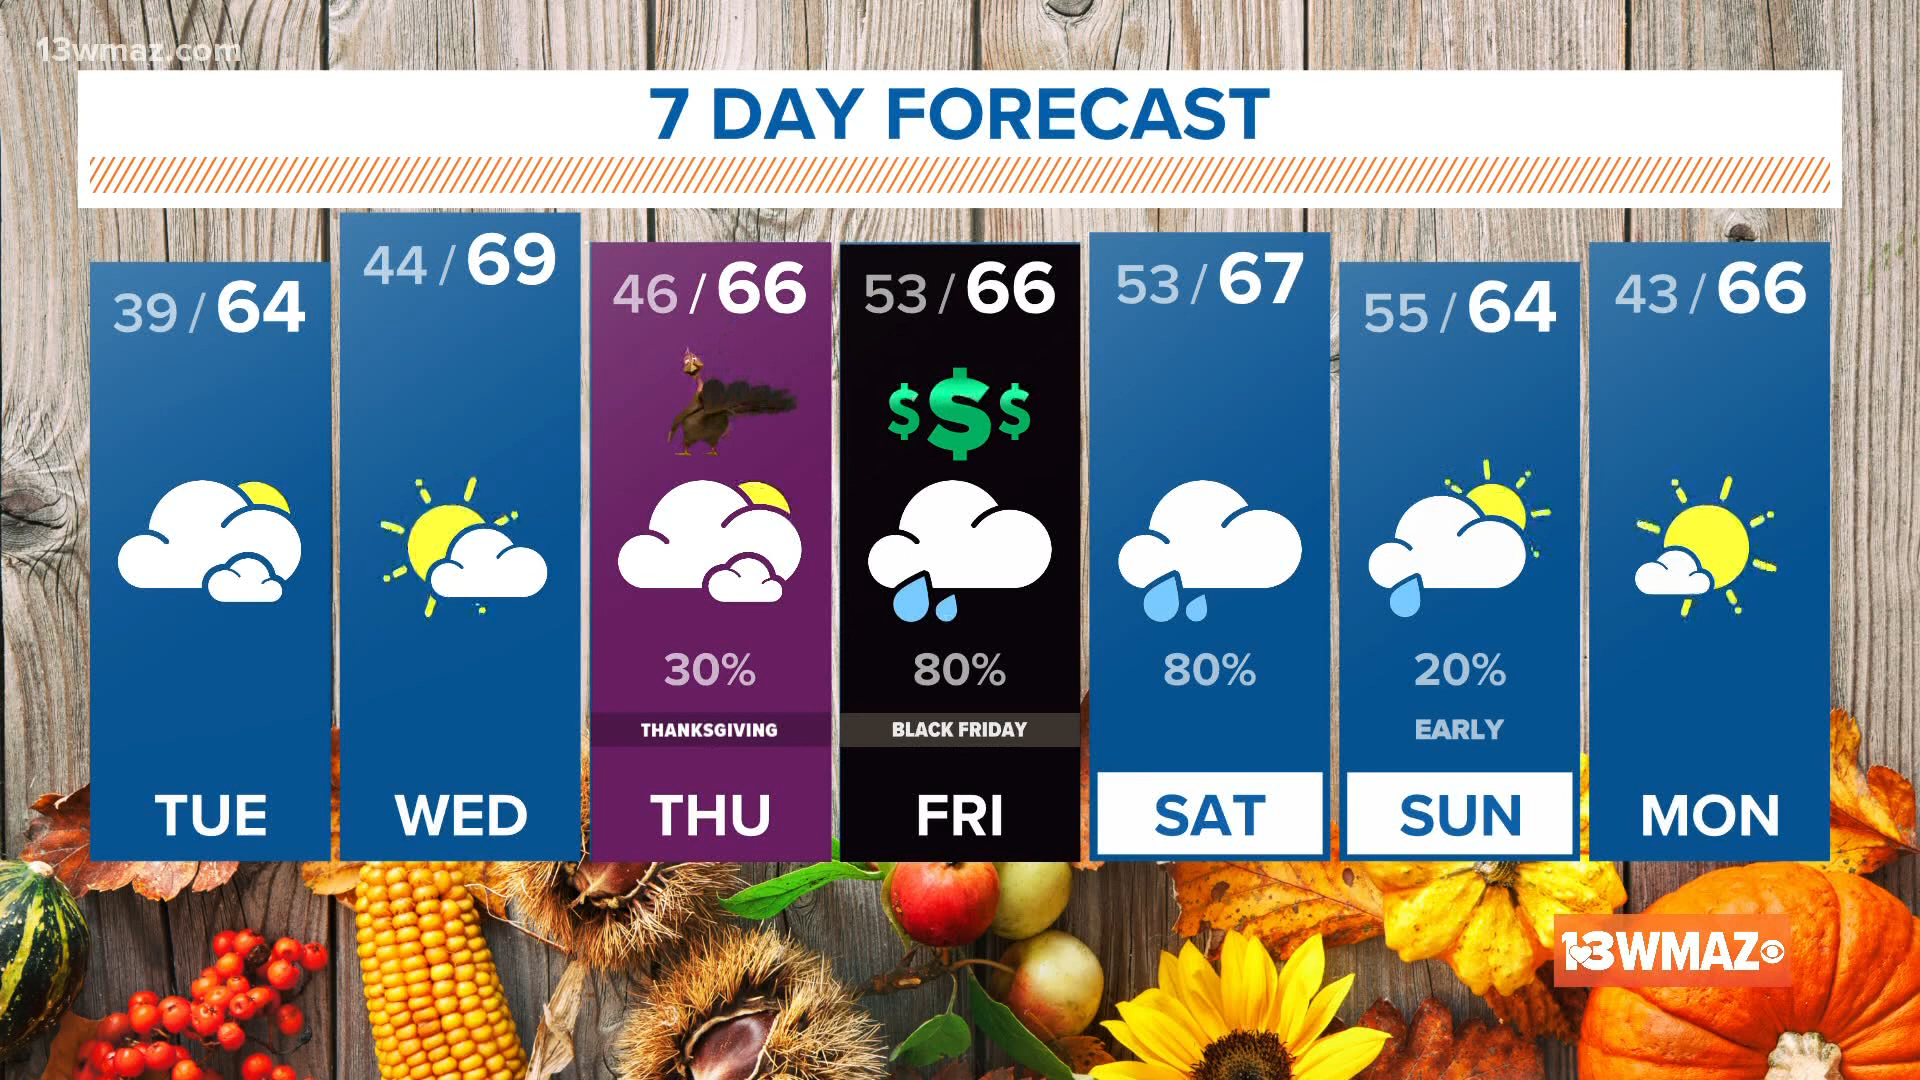 13wmaz.com
7 DAY FORECAST
39 / 64
44 / 69
46 / 66
53 / 66
53 / 67
55 / 64
43 / 66
$ $ $
30%
80%
80%
20%
THANKSGIVING
BLACK FRIDAY
EARLY
TUE
WED
THU
FRI
SAT
SUN
MON
13WMAZ